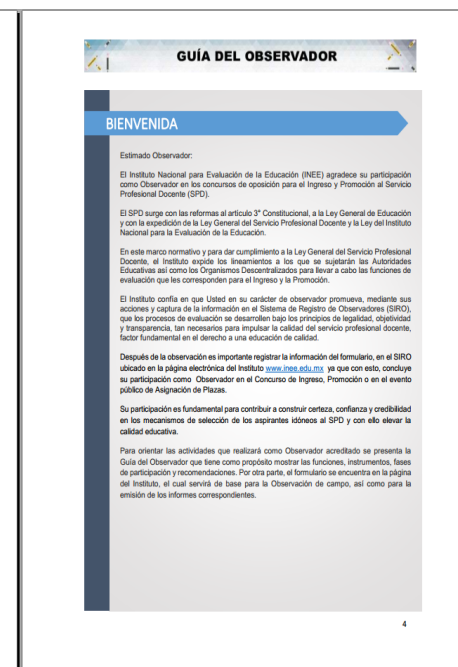 GUÍA DEL OBSERVADOR
BIENVENIDA
Estimado Observador:
El Instituto Nacional para Evaluación de la Educación (INEE) agradece su participación
como Observador en los concursos de oposición para el Ingreso y Promoción al Servicio
Profesional Docente (SPD).
El SPD surge con las reformas al artículo 3° Constitucional, a la Ley General de Educación
y con la expedición de la Ley General del Servicio Profesional Docente y la Ley del Instituto
Nacional para la Evaluación de la Educación.
En este marco normativo y para dar cumplimiento a la Ley General del Servicio Profesional
Docente, el Instituto expide los lineamientos a los que se sujetarán las Autoridades
Educativas así como los Organismos Descentralizados para llevar a cabo las funciones de
evaluación que les corresponden para el Ingreso y la Promoción.
El Instituto confía en que Usted en su carácter de observador promueva, mediante sus
acciones y captura de la información en el Sistema de Registro de Observadores (SIRO),
que los procesos de evaluación se desarrollen bajo los principios de legalidad, objetividad
y transparencia, tan necesarios para impulsar la calidad del servicio profesional docente,
factor fundamental en el derecho a una educación de calidad.
Después de la observación es importante registrar la información del formulario, en el SIRO
ubicado en la página electrónica del Instituto www.inee.edu.mx ya que con esto, concluye
su participación como Observador en el Concurso de Ingreso, Promoción o en el evento
público de Asignación de Plazas.
Su participación es fundamental para contribuir a construir certeza, confianza y credibilidad
en los mecanismos de selección de los aspirantes idóneos al SPD y con ello elevar la
calidad educativa.
Para orientar las actividades que realizará como Observador acreditado se presenta la
Guía del Observador que tiene como propósito mostrar las funciones, instrumentos, fases
de participación y recomendaciones. Por otra parte, el formulario se encuentra en la página
del Instituto, el cual servirá de base para la Observación de campo, así como para la
emisión de los informes correspondientes.
4